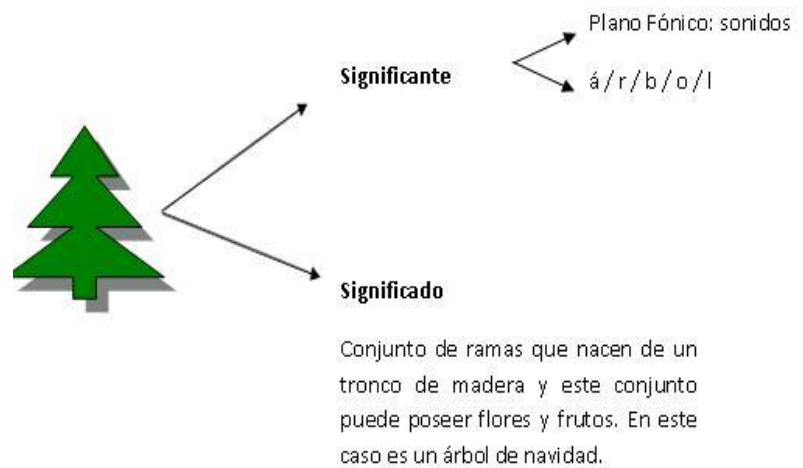 Plano Fónico: sonidos
Significante
á / r / b / o / l
Significado
Conjunto de ramas que nacen de un
tronco de madera y este conjunto
puede poseer flores y frutos. En este
caso es un árbol de navidad.